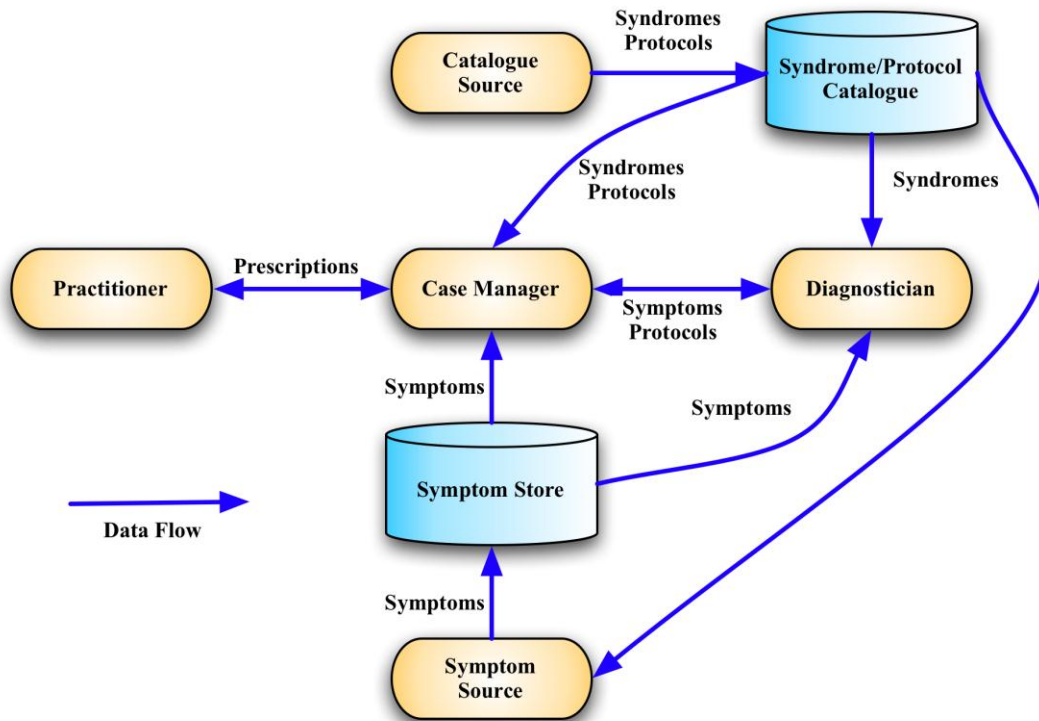 Syndromes
Protocols
Catalogue
Source
Syndrome/Protocol
Catalogue
Syndromes
Protocols
Syndromes
Practitioner
Prescriptions
Case Manager
Symptoms
Protocols
Diagnostician
Symptoms
Symptoms
Symptom Store
Data Flow
Symptoms
Symptom
Source